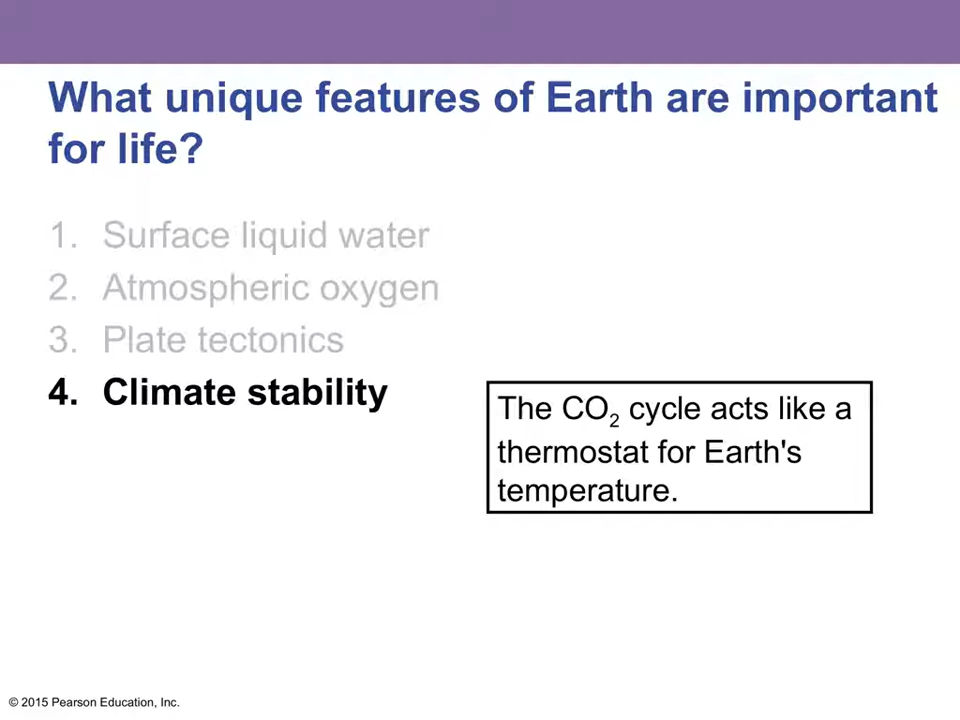 What unique features of Earth are important
for life?
1. Surface liquid water
2. Atmospheric oxygen
3. Plate tectonics
4. Climate stability
The CO₂ cycle acts like a
thermostat for Earth's
temperature.
© 2015 Pearson Education, Inc.